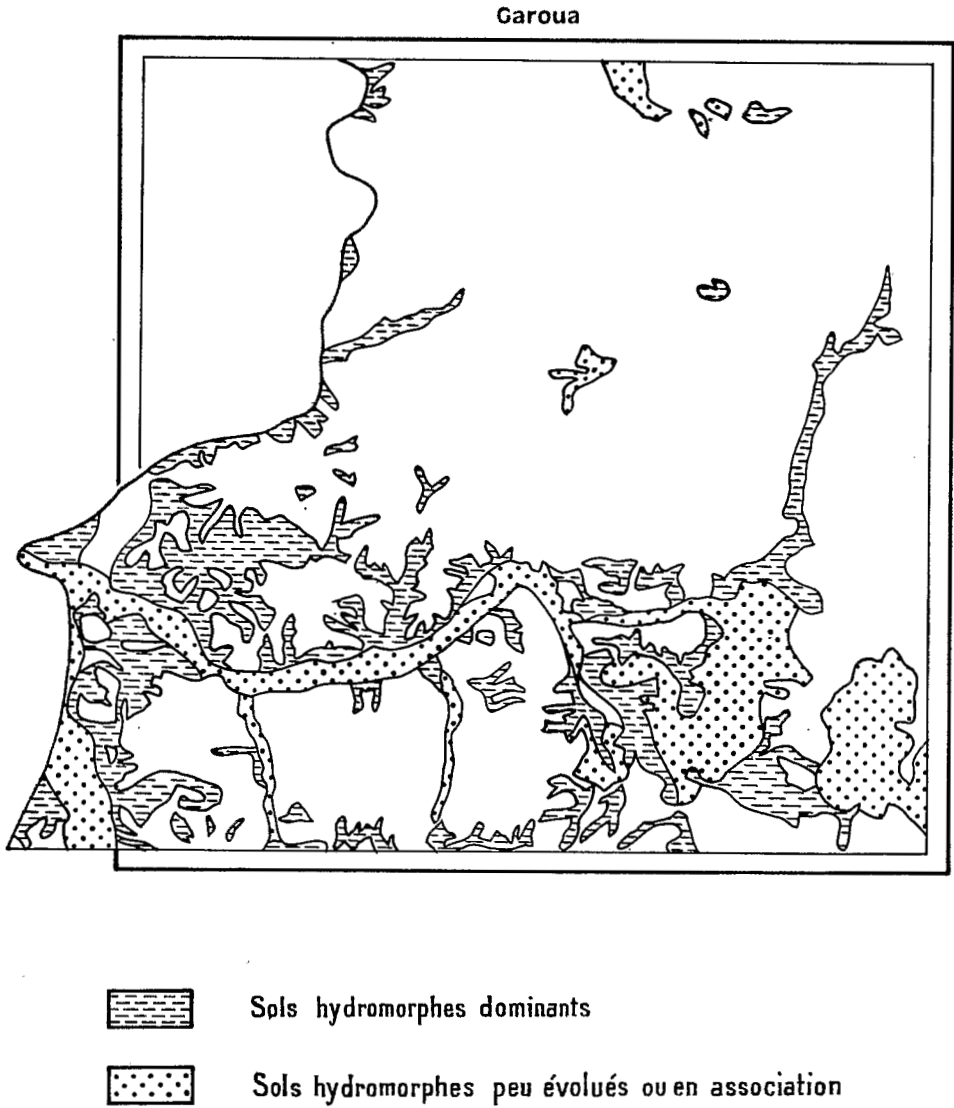 Garoua
Sols hydromorphes dominants
Sols hydromorphes peu évolués ou en association